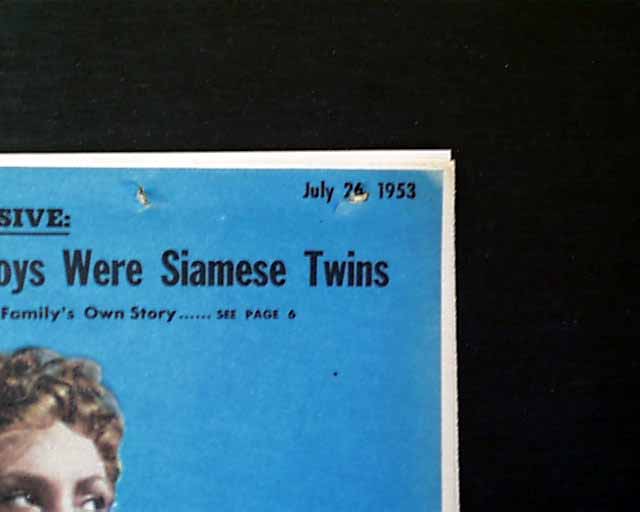 July 26, 1953
SIVE:
oys Were Siamese Twins
Family's Own Story...... SEE PAGE 6